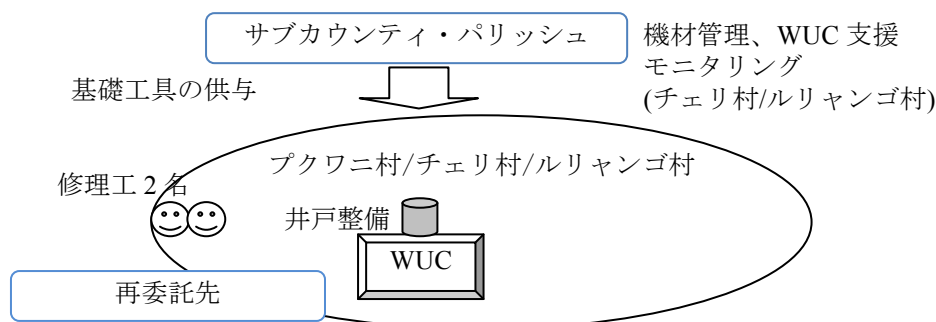 サブカウンティ・パリッシュ
機材管理、WUC 支援
モニタリング
(チェリ村/ルリャンゴ村)
基礎工具の供与
プクワニ村/チェリ村/ルリャンゴ村
修理工 2 名
井戸整備
WUC
再委託先